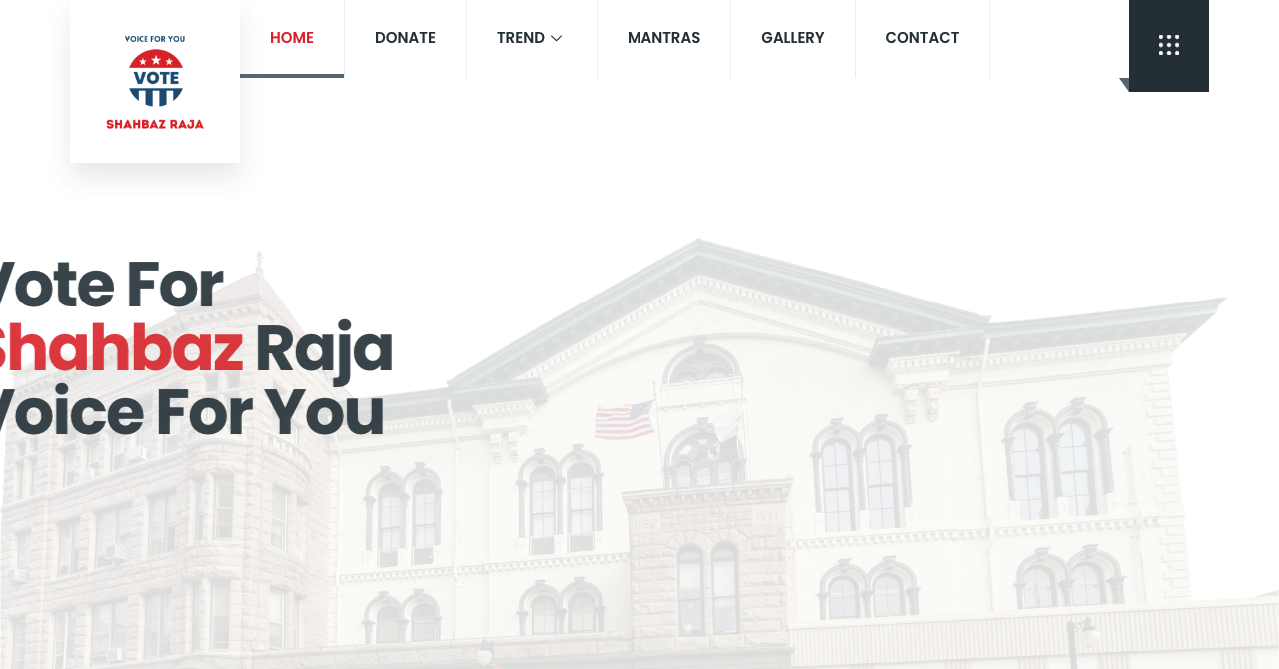 VOICE FOR YOU
VOTE
SHAHBAZ RAJA
HOME
DONATE
TREND
MANTRAS
GALLERY
CONTACT
Vote For
Shahbaz Raja
Voice For You